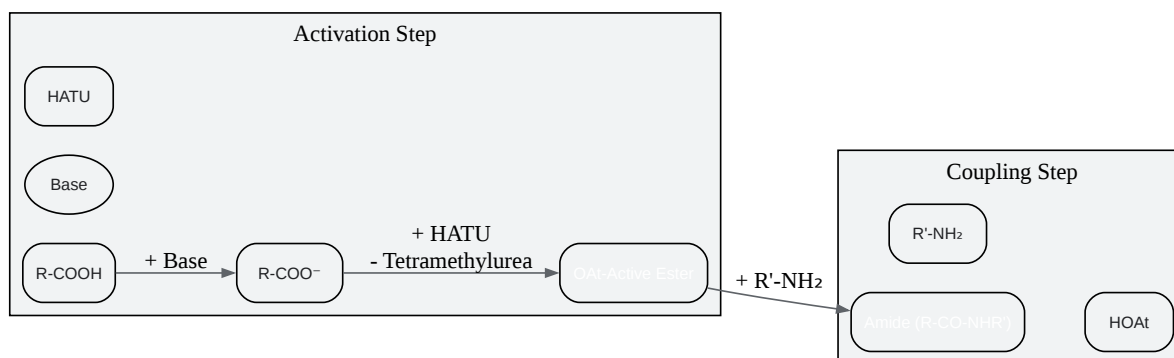 Activation Step
HATU
Base
R-COOH
+ Base
R-COO⁻
+ HATU
- Tetramethylurea
OAt-Active Ester
+ R'-NH₂
Coupling Step
R'-NH₂
Amide (R-CO-NHR')
HOAt